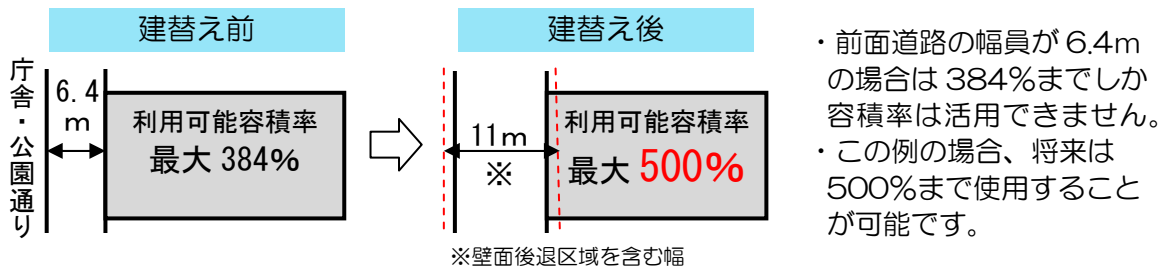 建替え前
建替え後
庁舎・公園通り
6.4
m
利用可能容積率
最大 384%
11m
※
利用可能容積率
最大 500%
※壁面後退区域を含む幅
・前面道路の幅員が 6.4m
の場合は 384%までしか
容積率は活用できません。
・この例の場合、将来は
500%まで使用すること
が可能です。